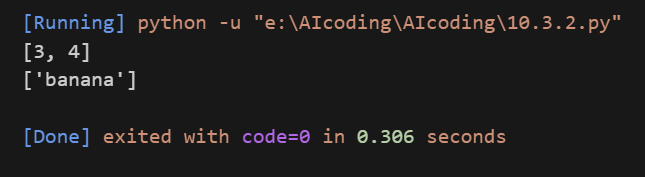 [Running] python -u "e:\AIcoding\AIcoding\10.3.2.py"
[3, 4]
['banana']
[Done] exited with code=0 in 0.306 seconds